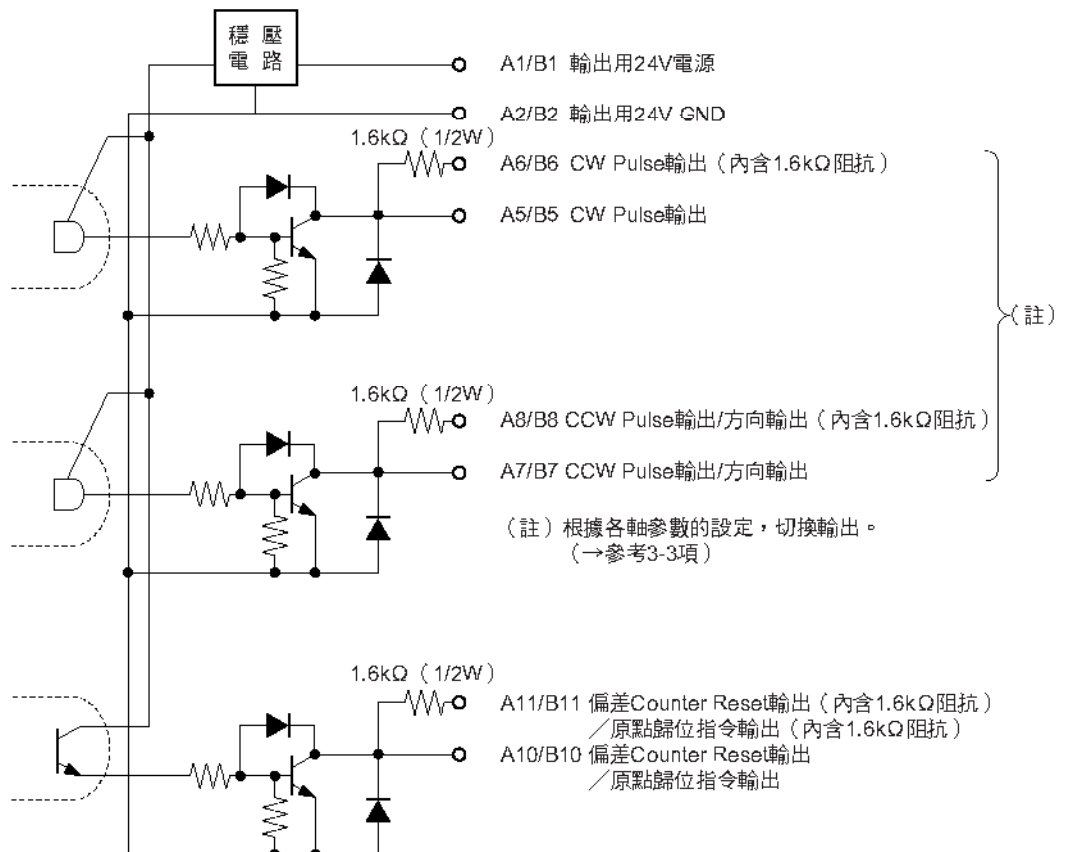 穩 壓
電 路
A1/B1 輸出用24V電源
A2/B2 輸出用24V GND
1.6kΩ（1/2W）
A6/B6 CW Pulse輸出（內含1.6kΩ阻抗）
A5/B5 CW Pulse輸出
（註）
1.6kΩ（1/2W）
A8/B8 CCW Pulse輸出/方向輸出（內含1.6kΩ阻抗）
A7/B7 CCW Pulse輸出/方向輸出
（註）根據各軸參數的設定，切換輸出。
（→參考3-3項）
1.6kΩ（1/2W）
A11/B11 偏差Counter Reset輸出（內含1.6kΩ阻抗）
／原點歸位指令輸出（內含1.6kΩ阻抗）
A10/B10 偏差Counter Reset輸出
／原點歸位指令輸出